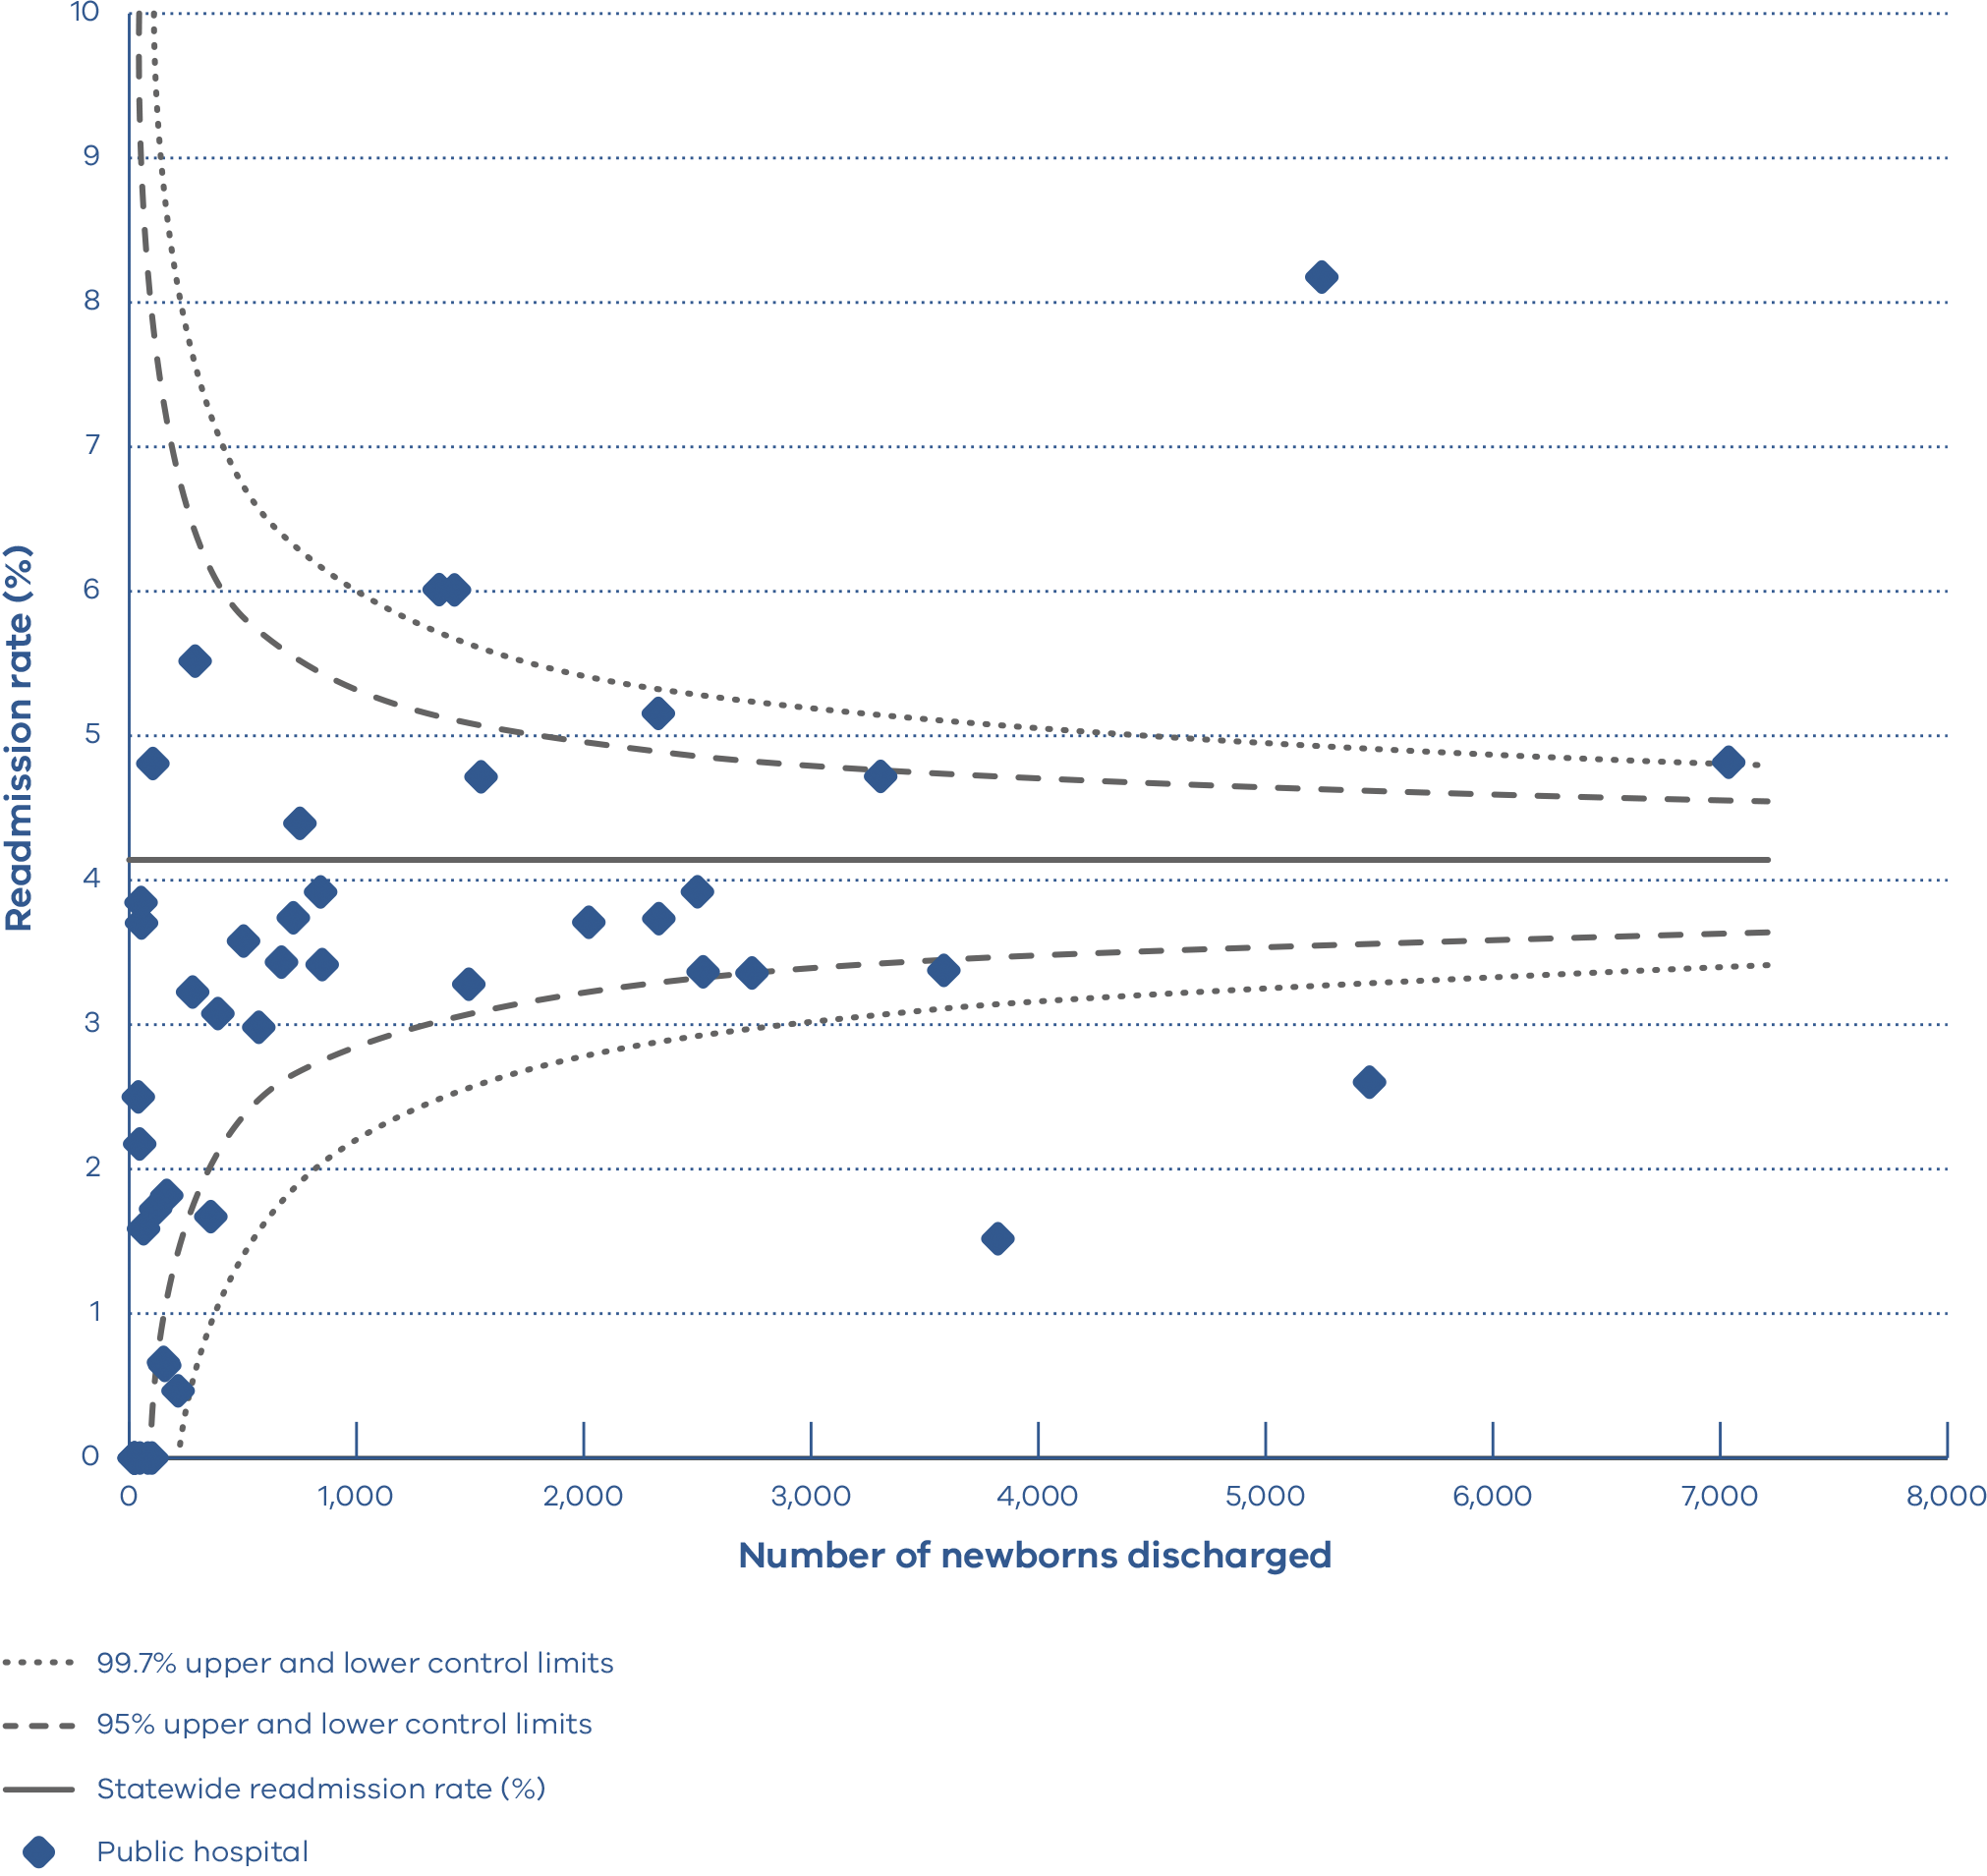 10
9
8
7
6
5
4
3
2
1
0
Readmission rate (%)
0 1,000 2,000 3,000 4,000 5,000 6,000 7,000 8,000
Number of newborns discharged
99.7% upper and lower control limits
95% upper and lower control limits
Statewide readmission rate (%)
Public hospital